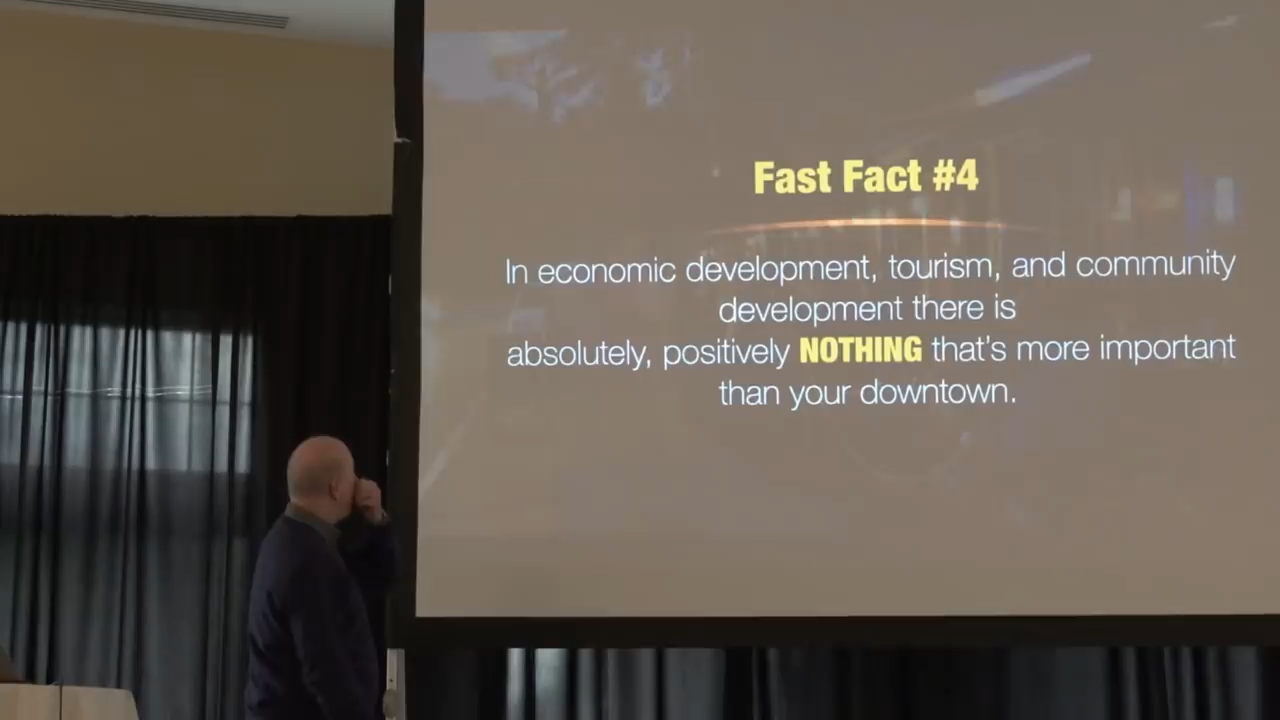 Fast Fact #4
In economic development, tourism, and community
development there is
absolutely, positively NOTHING that's more important
than your downtown.